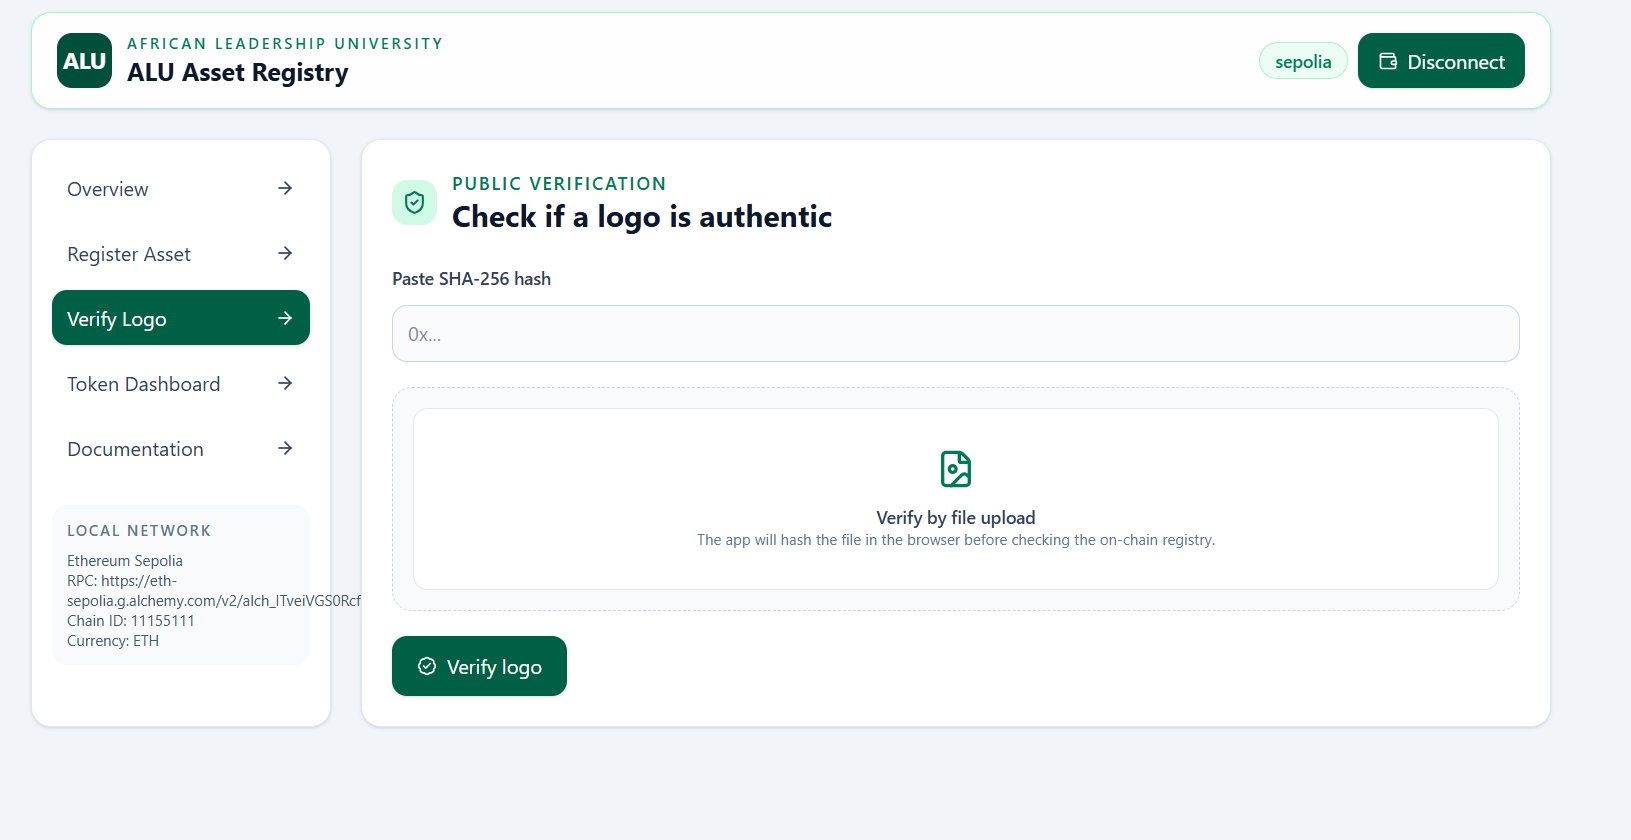 ALU
AFRICAN LEADERSHIP UNIVERSITY
ALU Asset Registry
sepolia
Disconnect
Overview
Register Asset
Verify Logo
Token Dashboard
Documentation
LOCAL NETWORK
Ethereum Sepolia
RPC: https://eth-
sepolia.g.alchemy.com/v2/alch_ITveiVGS0Rcf
Chain ID: 11155111
Currency: ETH
PUBLIC VERIFICATION
Check if a logo is authentic
Paste SHA-256 hash
0x...
Verify by file upload
The app will hash the file in the browser before checking the on-chain registry.
Verify logo